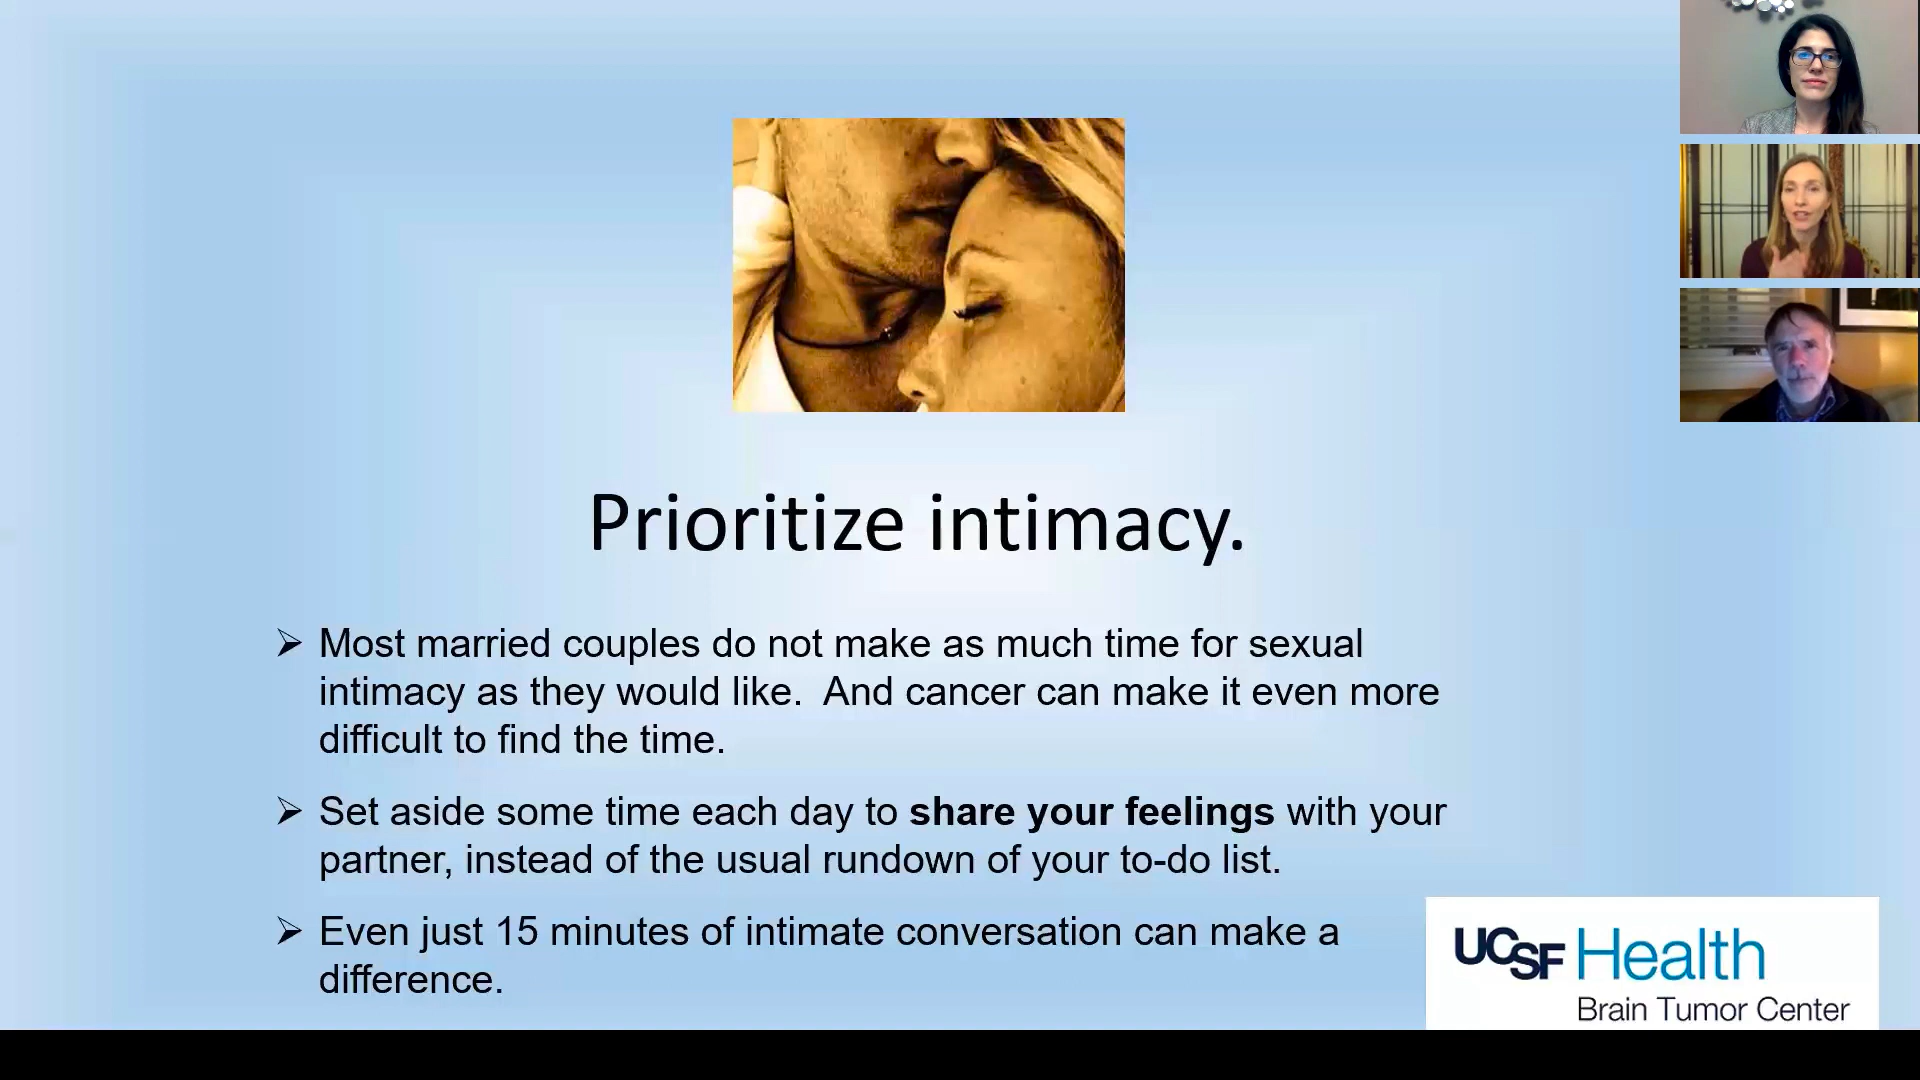 Prioritize intimacy.
➢ Most married couples do not make as much time for sexual
intimacy as they would like.  And cancer can make it even more
difficult to find the time.
➢ Set aside some time each day to share your feelings with your
partner, instead of the usual rundown of your to-do list.
➢ Even just 15 minutes of intimate conversation can make a
difference.
UCSF Health
Brain Tumor Center